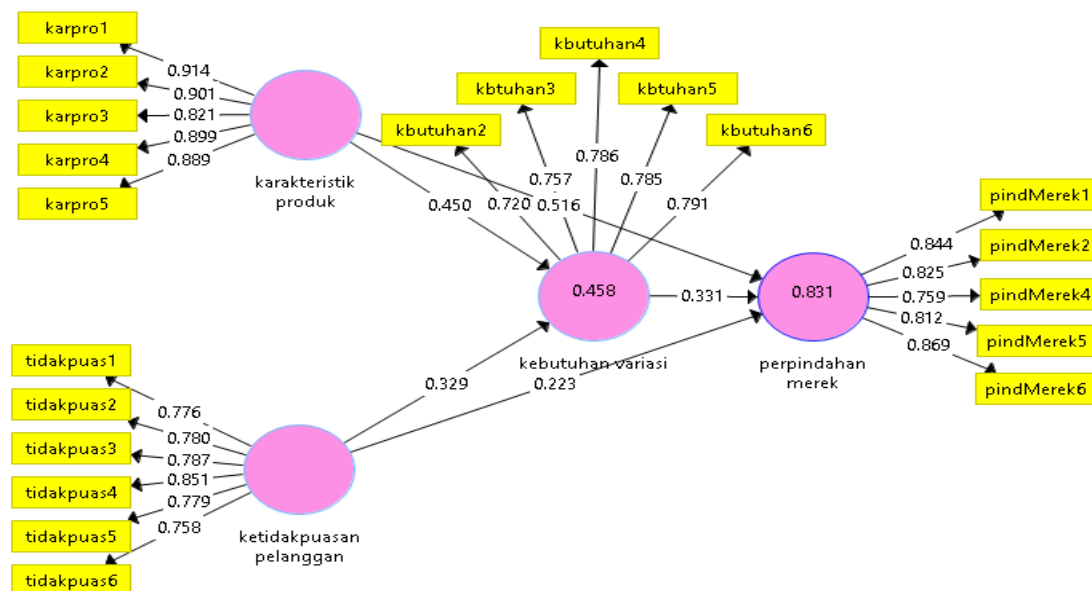 karpro1
karpro2
karpro3
karpro4
karpro5
0.914
0.901
0.821
0.899
0.889
karakteristik
produk
kbutuhan2
kbtuhan3
kbutuhan4
kbtuhan5
kbutuhan6
0.720
0.757
0.786
0.785
0.791
0.450
0.516
0.458
kebutuhan variasi
0.331
0.831
perpindahan
merek
0.844
0.825
0.759
0.812
0.869
pindMerek1
pindMerek2
pindMerek4
pindMerek5
pindMerek6
0.329
0.223
tidakpuas1
tidakpuas2
tidakpuas3
tidakpuas4
tidakpuas5
tidakpuas6
0.776
0.780
0.787
0.851
0.779
0.758
ketidakpuasan
pelanggan